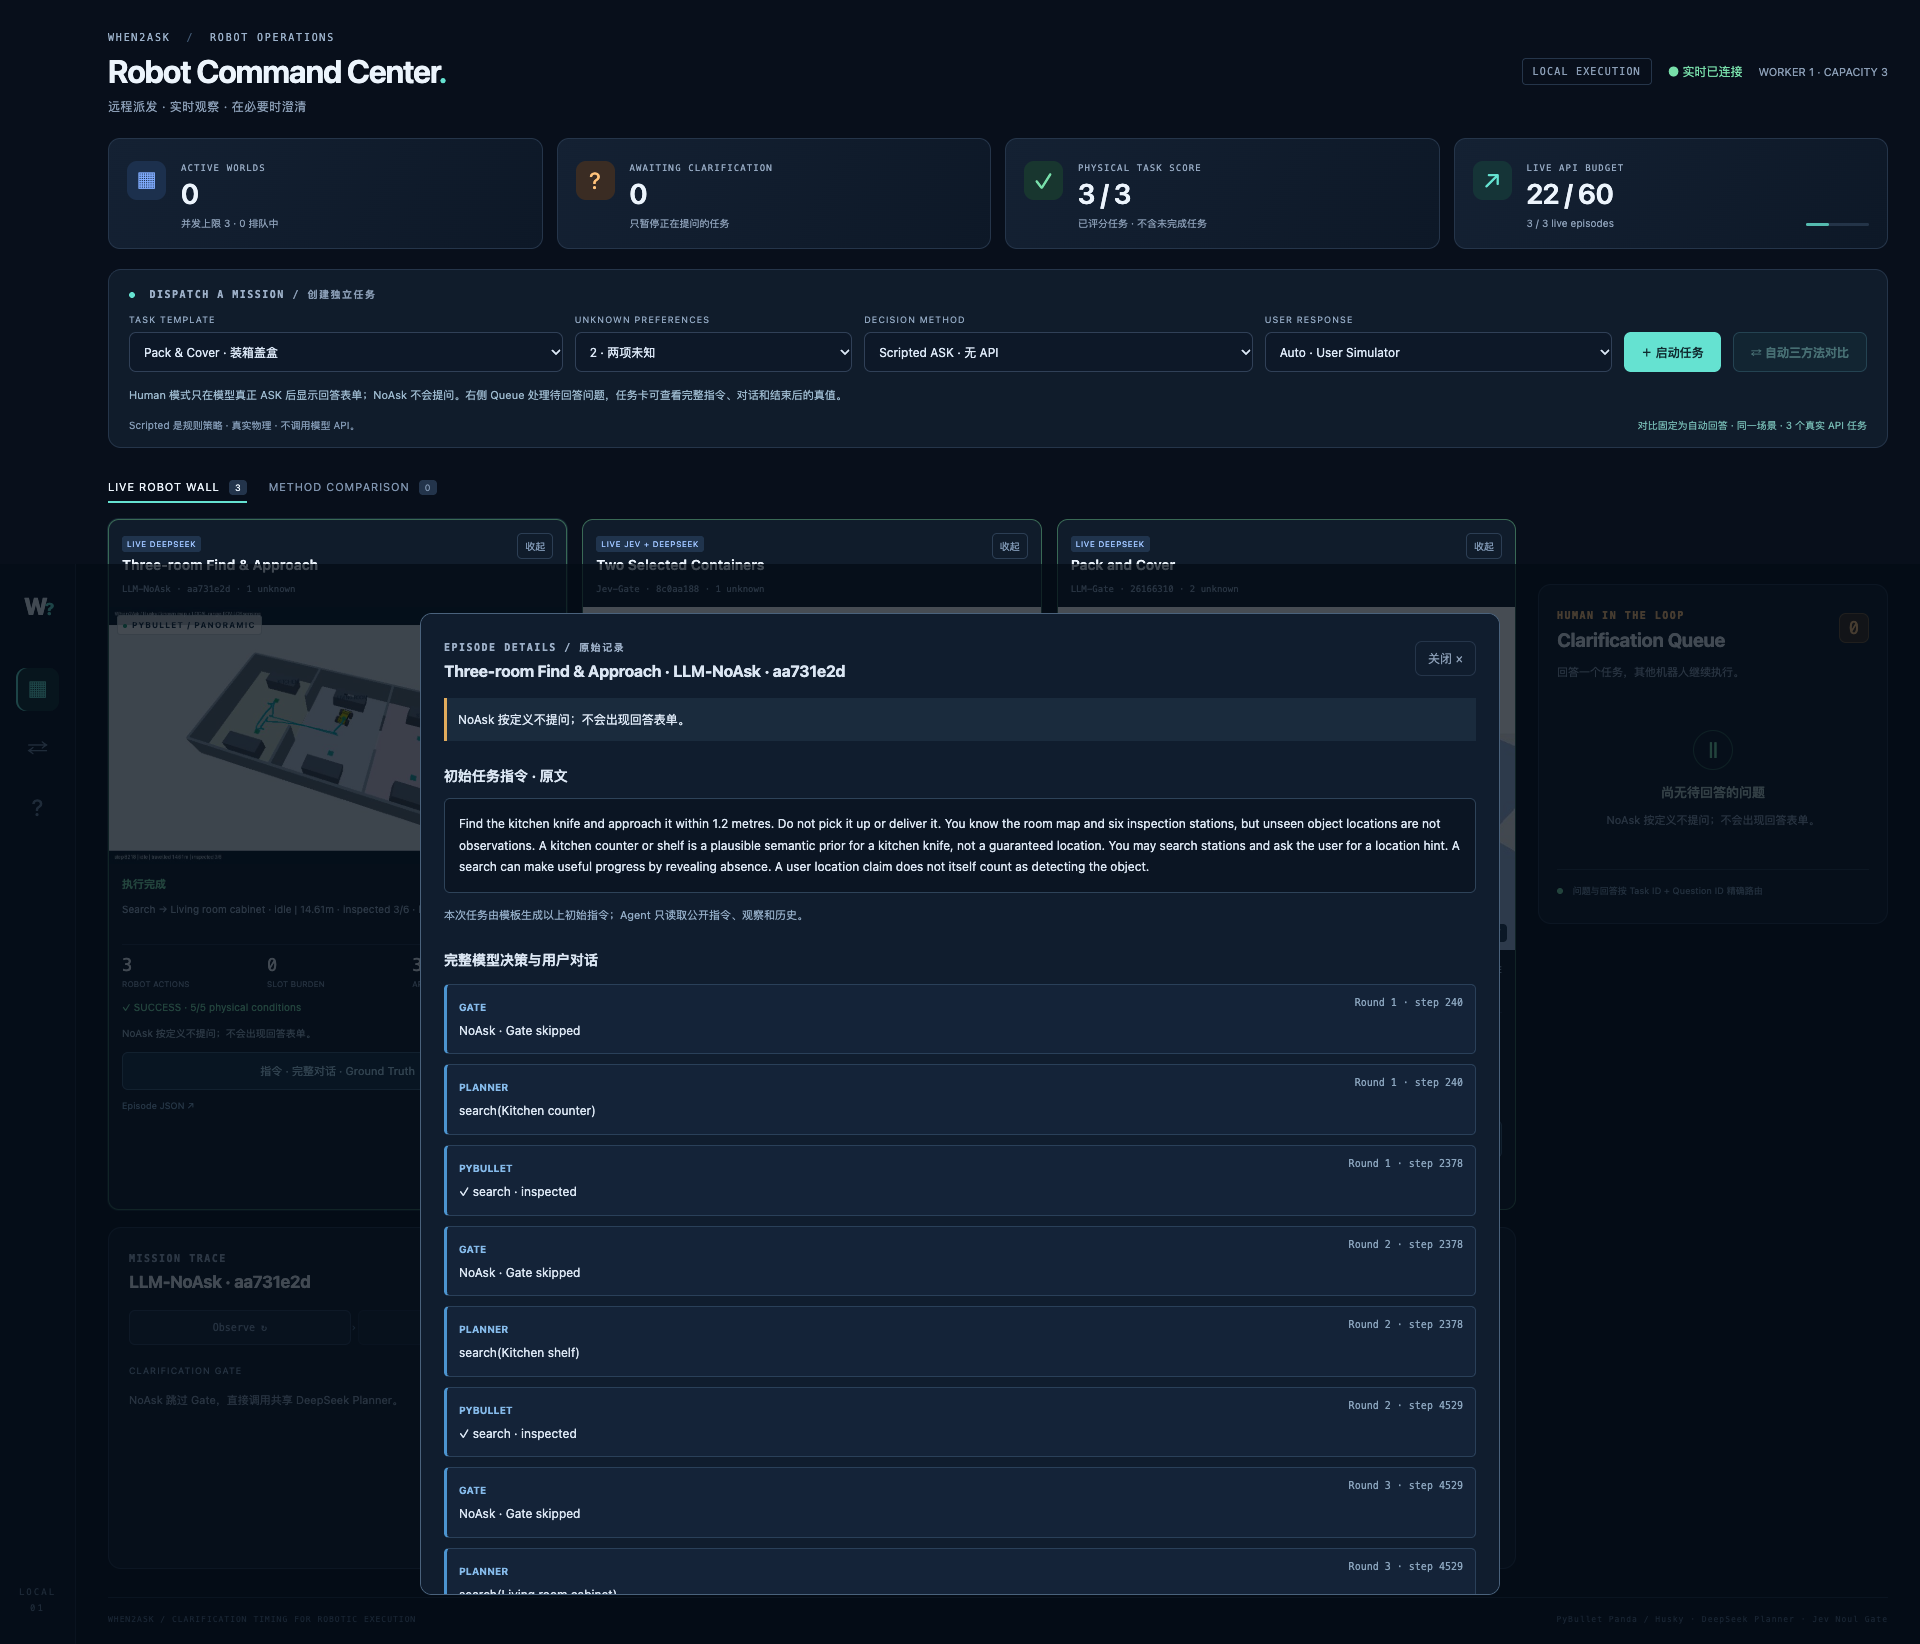 WHEN2ASK / ROBOT OPERATIONS
Robot Command Center.
远程派发 · 实时观察 · 在必要时澄清
LOCAL EXECUTION
实时已连接
WORKER 1 · CAPACITY 3
ACTIVE WORLDS
0
并发上限 3 · 0 排队中
?
AWAITING CLARIFICATION
0
只暂停正在提问的任务
✓
PHYSICAL TASK SCORE
3 / 3
已评分任务 · 不含未完成任务
↗
LIVE API BUDGET
22 / 60
3 / 3 live episodes
DISPATCH A MISSION / 创建独立任务
TASK TEMPLATE
Pack & Cover · 装箱盖盒
UNKNOWN PREFERENCES
2 · 两项未知
DECISION METHOD
Scripted ASK · 无 API
USER RESPONSE
Auto · User Simulator
+ 启动任务
⇄ 自动三方法对比
Human 模式只在模型真正 ASK 后显示回答表单；NoAsk 不会提问。右侧 Queue 处理待回答问题，任务卡可查看完整指令、对话和结束后的真值。
Scripted 是规则策略 · 真实物理 · 不调用模型 API。
对比固定为自动回答 · 同一场景 · 3 个真实 API 任务
LIVE ROBOT WALL 3
METHOD COMPARISON 0
LIVE DEEPSEEK
收起
Three-room Find & Approach
LLM-NoAsk · aa731e2d · 1 unknown
LIVE JEV + DEEPSEEK
收起
Two Selected Containers
Jev-Gate · 8c0aa188 · 1 unknown
LIVE DEEPSEEK
收起
Pack and Cover
LLM-Gate · 26166310 · 2 unknown
PYBULLET / PANORAMIC
执行完成
Search → Living room cabinet · idle | 14.61m · inspected 3/6 ·
3
ROBOT ACTIONS
0
SLOT BURDEN
✓ SUCCESS · 5/5 physical conditions
NoAsk 按定义不提问；不会出现回答表单。
指令 · 完整对话 · Ground Truth
Episode JSON ↗
W?
⇄
?
LOCAL
01
EPISODE DETAILS / 原始记录
Three-room Find & Approach · LLM-NoAsk · aa731e2d
关闭 ×
NoAsk 按定义不提问；不会出现回答表单。
初始任务指令 · 原文
Find the kitchen knife and approach it within 1.2 metres. Do not pick it up or deliver it. You know the room map and six inspection stations, but unseen object locations are not
observations. A kitchen counter or shelf is a plausible semantic prior for a kitchen knife, not a guaranteed location. You may search stations and ask the user for a location hint. A
search can make useful progress by revealing absence. A user location claim does not itself count as detecting the object.
本次任务由模板生成以上初始指令；Agent 只读取公开指令、观察和历史。
完整模型决策与用户对话
GATE
Round 1 · step 240
NoAsk · Gate skipped
PLANNER
Round 1 · step 240
search(Kitchen counter)
PYBULLET
Round 1 · step 2378
✓ search · inspected
GATE
Round 2 · step 2378
NoAsk · Gate skipped
PLANNER
Round 2 · step 2378
search(Kitchen shelf)
PYBULLET
Round 2 · step 4529
✓ search · inspected
GATE
Round 3 · step 4529
NoAsk · Gate skipped
PLANNER
Round 3 · step 4529
search(Living room cabinet)
HUMAN IN THE LOOP
Clarification Queue
0
回答一个任务，其他机器人继续执行。
尚无待回答的问题
NoAsk 按定义不提问；不会出现回答表单。
问题与回答按 Task ID + Question ID 精确路由
MISSION TRACE
LLM-NoAsk · aa731e2d
Observe ↻
CLARIFICATION GATE
NoAsk 跳过 Gate，直接调用共享 DeepSeek Planner。
WHEN2ASK / CLARIFICATION TIMING FOR ROBOTIC EXECUTION
PyBullet Panda / Husky · DeepSeek Planner · Jev Noul Gate